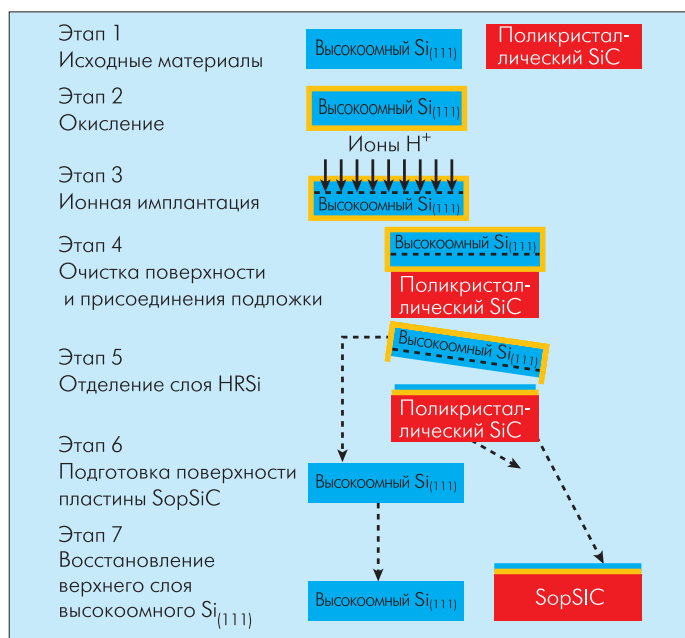 Этап 1
Исходные материалы
Высокоомный Si(111)
Поликристал-
лический SiC
Этап 2
Окисление
Высокоомный Si(111)
Ионы H+
Этап 3
Ионная имплантация
Высокоомный Si(111)
Этап 4
Очистка поверхности
и присоединения подложки
Высокоомный Si(111)
Поликристал-
лический SiC
Этап 5
Отделение слоя HRSi
Высокоомный Si(111)
Поликристал-
лический SiC
Этап 6
Подготовка поверхности
пластины SopSiC
Высокоомный Si(111)
Этап 7
Восстановление
верхнего слоя
высокоомного Si(111)
Высокоомный Si(111)
SopSIC